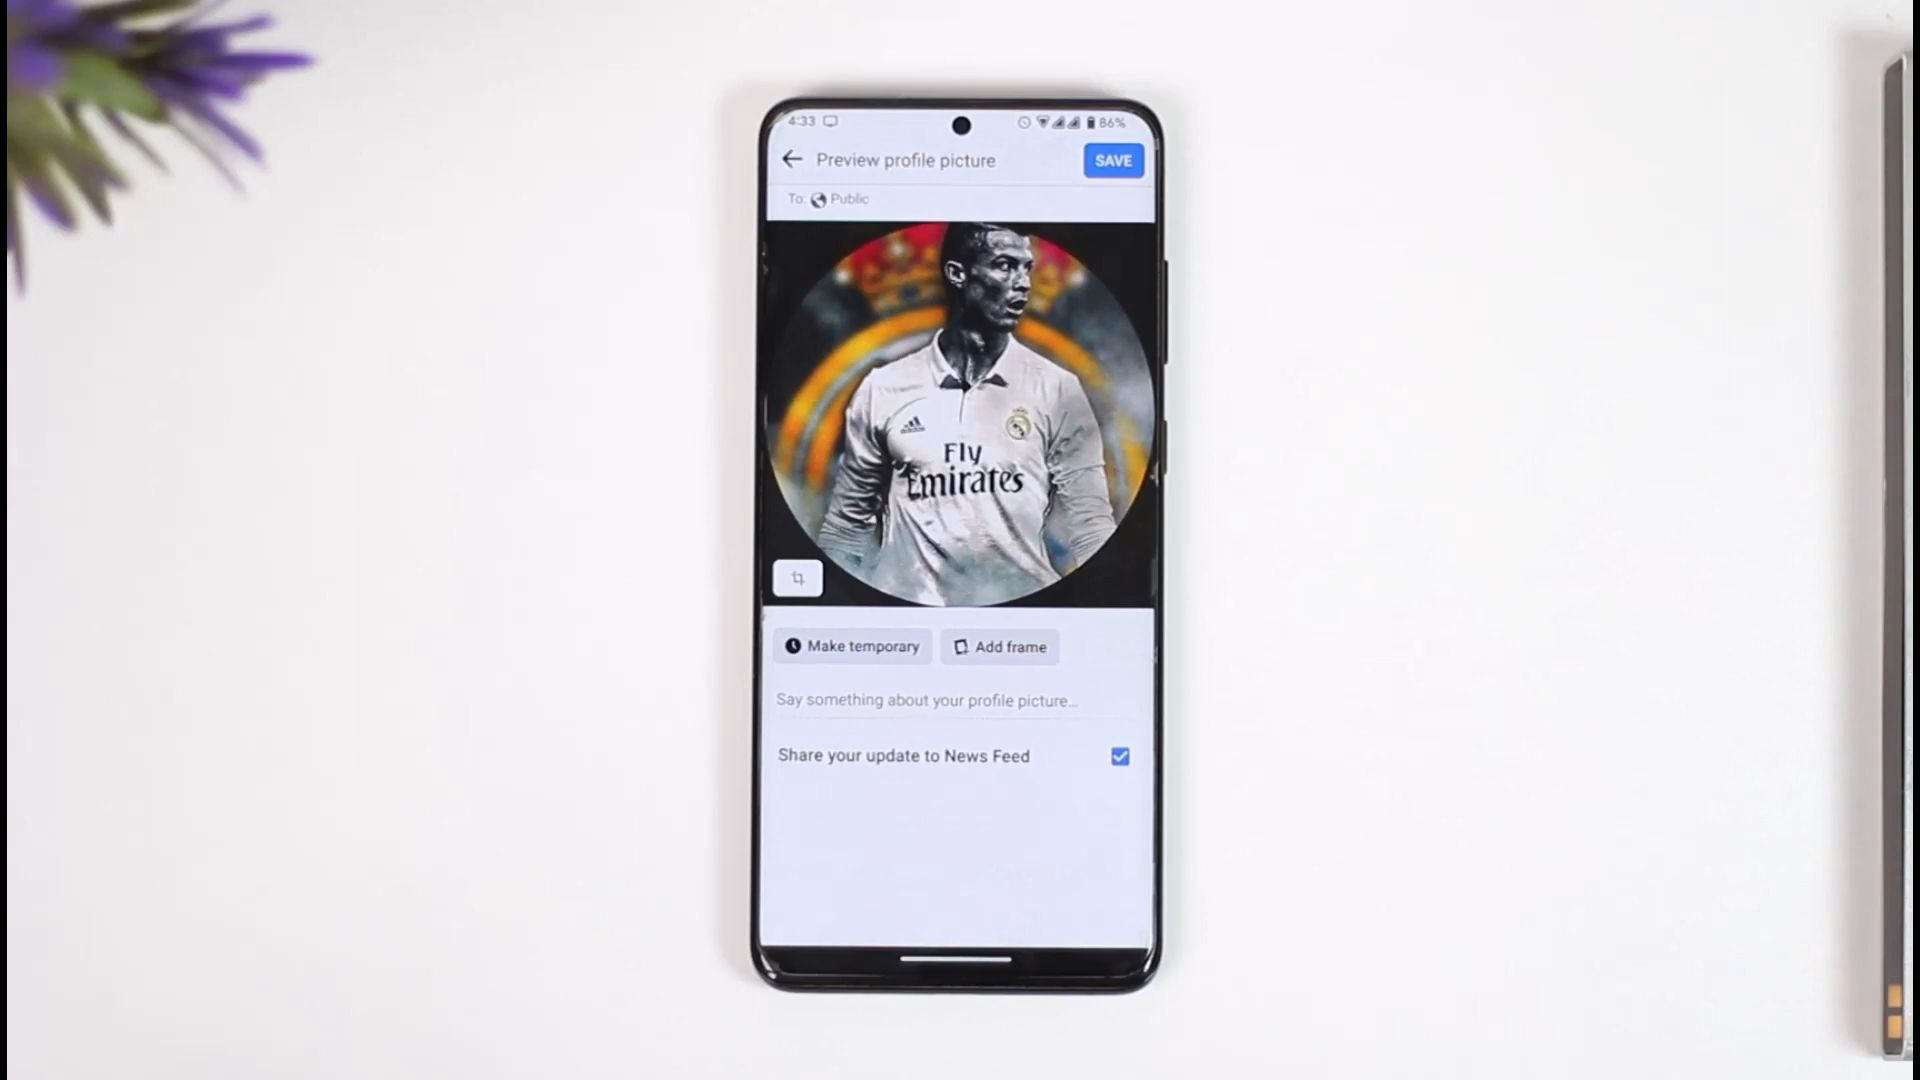 4:33
86%
Preview profile picture
SAVE
To: Public
Fly
Emirates
Make temporary
Add frame
Say something about your profile picture...
Share your update to News Feed